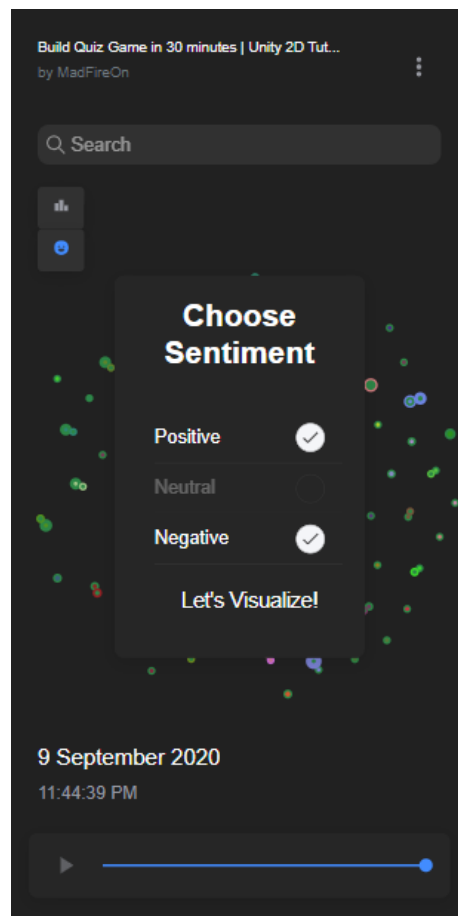 Build Quiz Game in 30 minutes | Unity 2D Tut...
by MadFireOn
Search
Choose
Sentiment
Positive
Neutral
Negative
Let's Visualize!
9 September 2020
11:44:39 PM